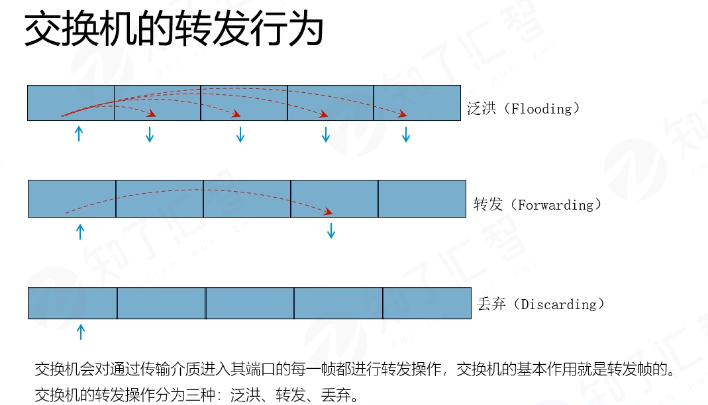 交换机的转发行为
泛洪（Flooding）
转发（Forwarding）
丢弃（Discarding）
交换机会对通过传输介质进入其端口的每一帧都进行转发操作，交换机的基本作用就是转发帧的。
交换机的转发操作分为三种：泛洪、转发、丢弃。
知了汇智